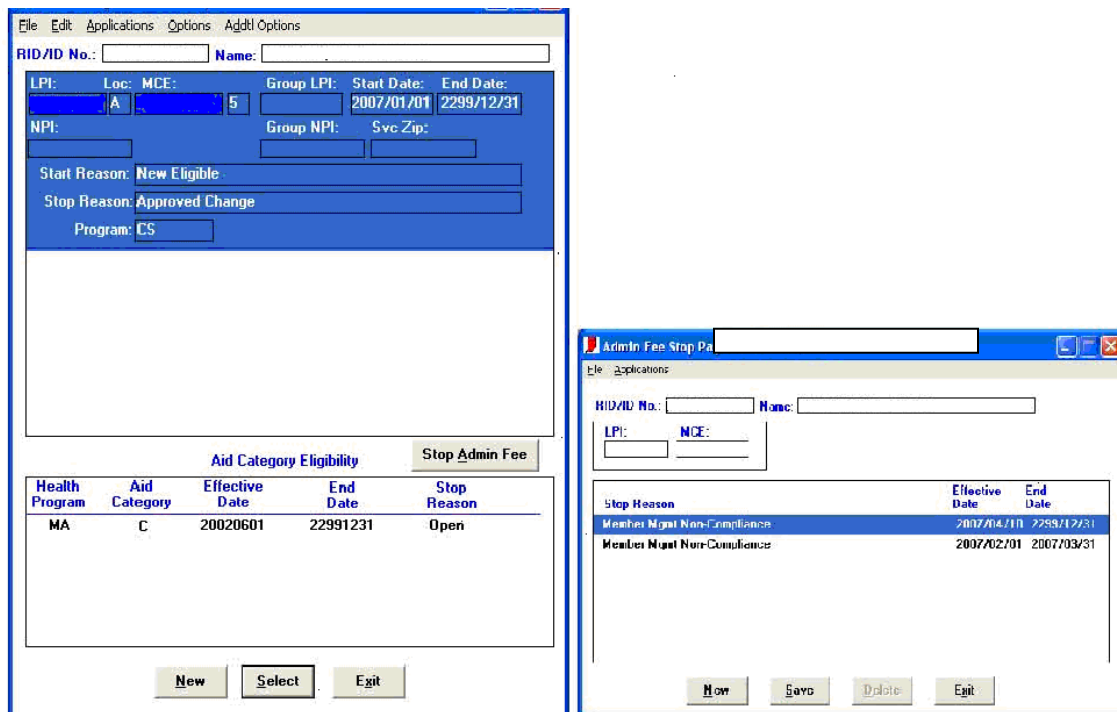 File Edit Applications Options Addtl Options
RID/ID No.: Name:
LPI: Loc: MCE: Group LPI: Start Date: End Date:
A 5 2007/01/01 2299/12/31
NPI: Group NPI: Svc Zip:
Start Reason: New Eligible
Stop Reason: Approved Change
Program: CS
Aid Category Eligibility Stop Admin Fee
Health Program Aid Category Effective Date End Date Stop Reason
MA C 20020601 22991231 Open
New Select Exit
Admin Fee Stop
File Applications
RID/ID No.: Name:
LPI: MCE:
Stop Reason Effective Date End Date
Member Mgmt Non-Compliance 2299/12/31
Member Mgmt Non-Compliance 2007/02/01 2007/03/31
New Save Delete Exit